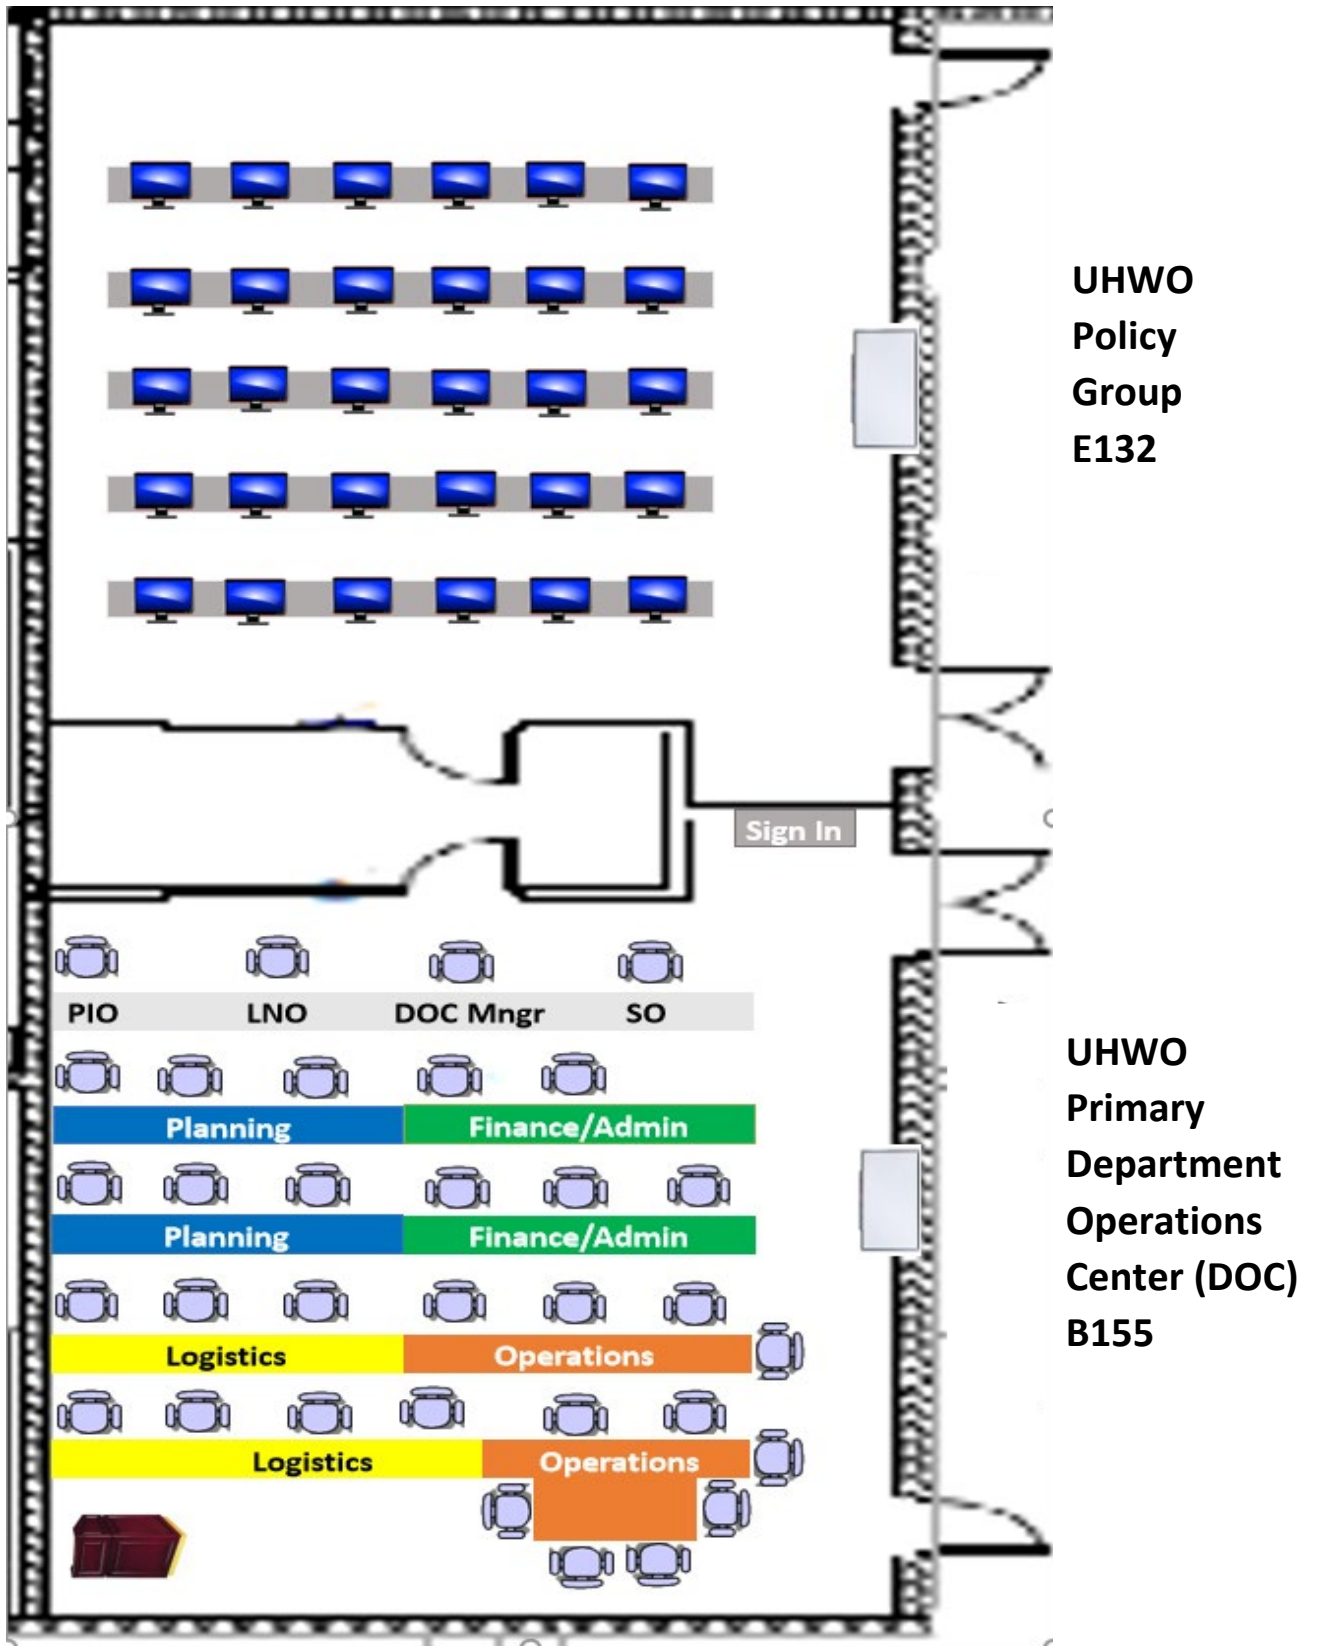 UHWO
Policy
Group
E132
Sign In
PIO LNO DOC Mngr SO
Planning Finance/Admin
Planning Finance/Admin
Logistics Operations
Logistics Operations
UHWO
Primary
Department
Operations
Center (DOC)
B155